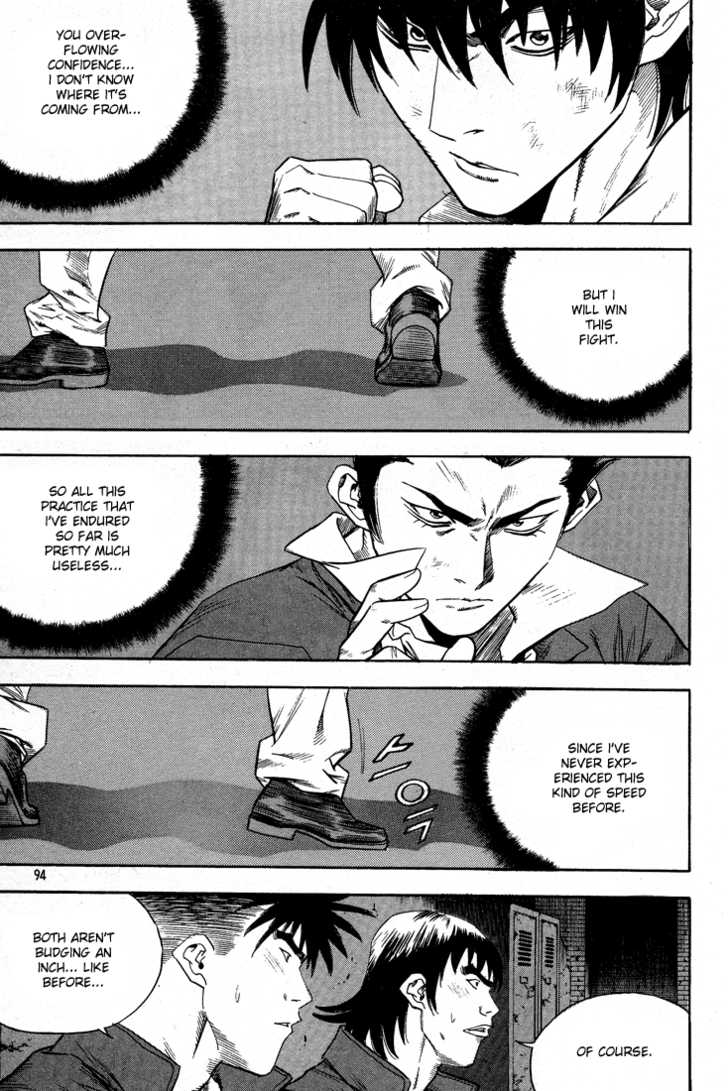 YOU OVER-
FLOWING
CONFIDENCE...
I DON'T KNOW
WHERE IT'S
COMING FROM...
BUT I
WILL WIN
THIS
FIGHT.
SO ALL THIS
PRACTICE THAT
I'VE ENDURED
SO FAR IS
PRETTY MUCH
USELESS...
SINCE I'VE
NEVER EXP-
ERIENCED THIS
KIND OF SPEED
BEFORE.
94
BOTH AREN'T
BUDGING AN
INCH... LIKE
BEFORE...
OF COURSE.